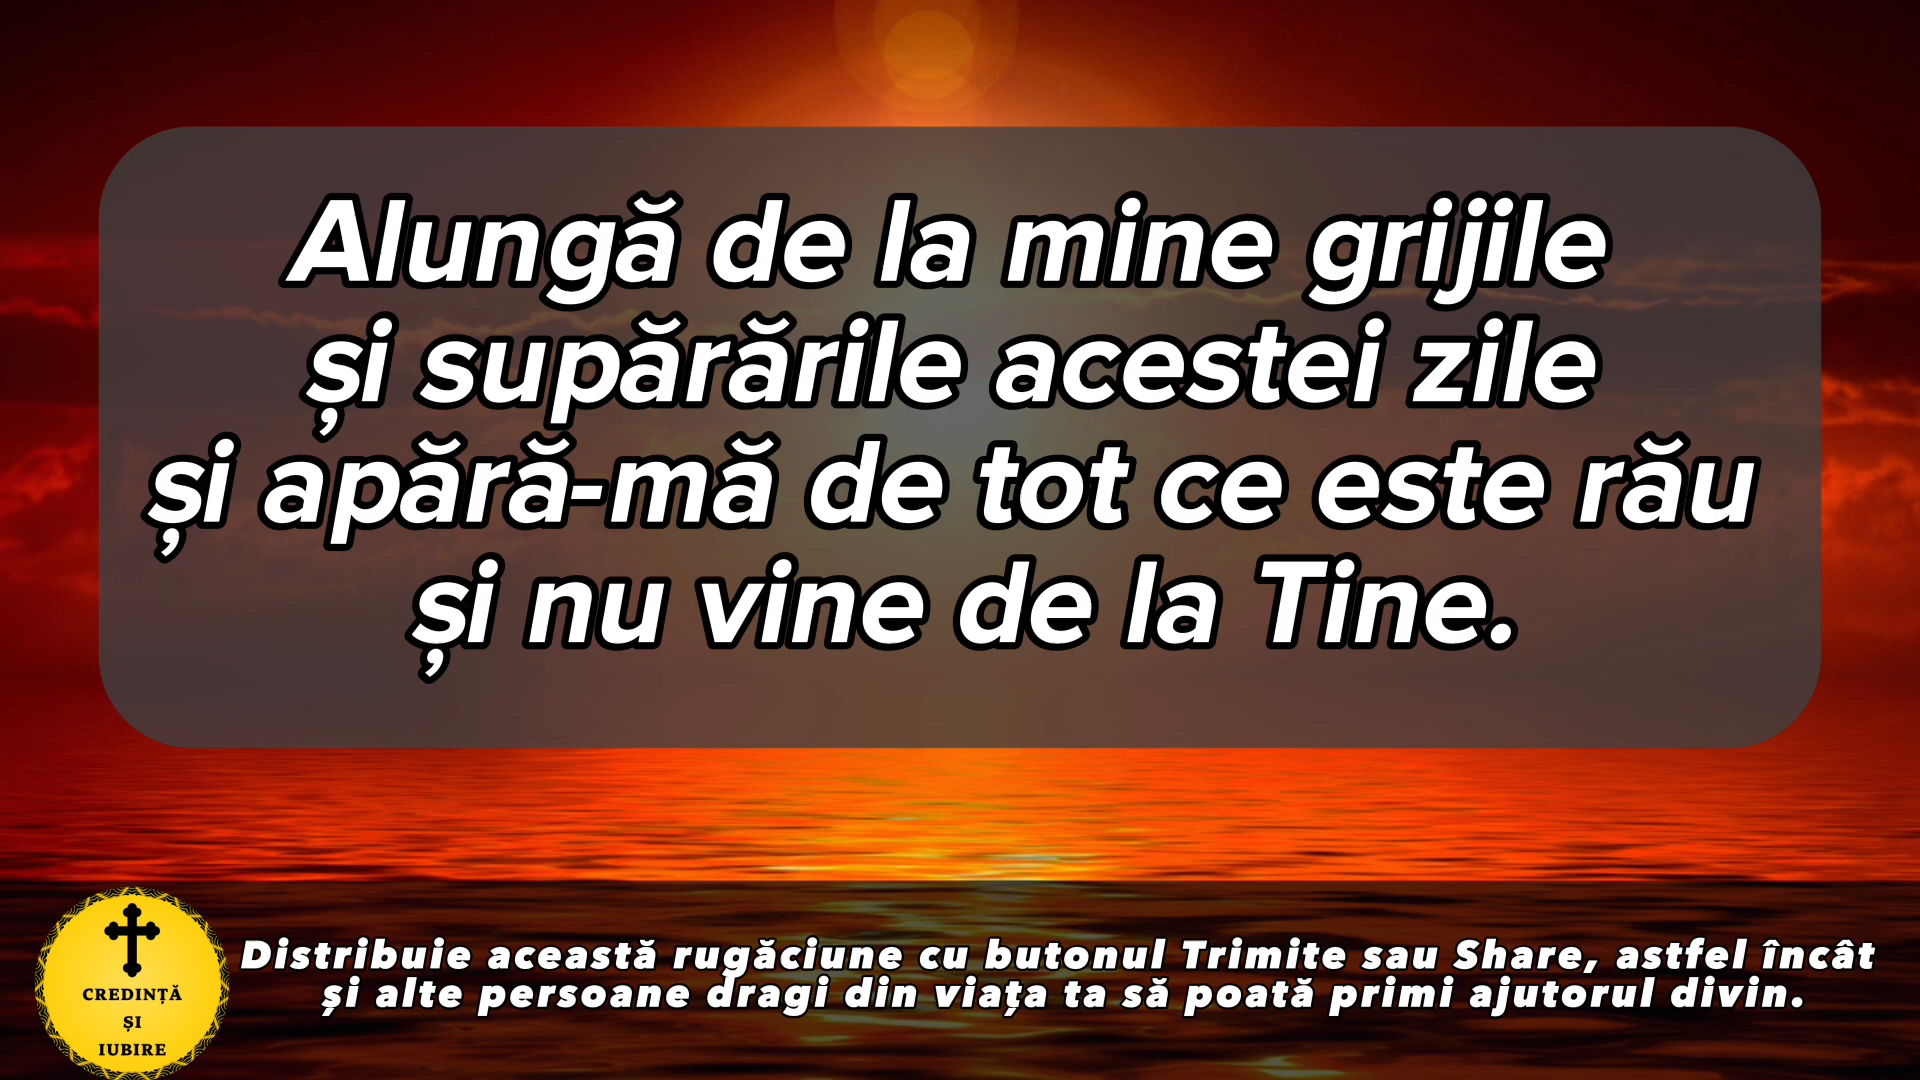 Alungă de la mine grijile
și supărările acestei zile
și apără-mă de tot ce este rău
și nu vine de la Tine.
Distribuie această rugăciune cu butonul Trimite sau Share, astfel încât
și alte persoane dragi din viața ta să poată primi ajutorul divin.
CREDINȚĂ
ȘI
IUBIRE